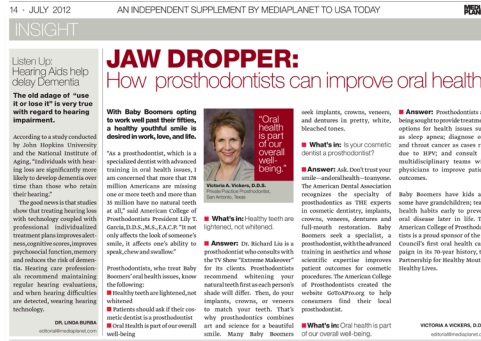 14 · JULY 2012
AN INDEPENDENT SUPPLEMENT BY MEDIAPLANET TO USA TODAY
MEDI
PLAN
INSIGHT
Listen Up:
Hearing Aids help
delay Dementia
The old adage of "use
it or lose it" is very true
with regard to hearing
impairment.
According to a study conducted
by John Hopkins University
and the National Institute of
Aging, "Individuals with hear-
ing loss are significantly more
likely to develop dementia over
time than those who retain
their hearing."
The good news is that studies
show that treating hearing loss
with technology coupled with
professional individualized
treatment plans improves alert-
ness, cognitive scores, improves
psychosocial function, memory
and reduces the risk of demen-
tia. Hearing care profession-
als recommend maintaining
regular hearing evaluations,
and when hearing difficulties
are detected, wearing hearing
technology.
DR. LINDA BURBA
editorial@mediaplanet.com
JAW DROPPER:
How prosthodontists can improve oral health
With Baby Boomers opting
to work well past their fifties,
a healthy youthful smile is
desired in work, love, and life.
"As a prosthodontist, which is a
specialized dentist with advanced
training in oral health issues, I
am concerned that more that 178
million Americans are missing
one or more teeth and more than
35 million have no natural teeth
at all," said American College of
Prosthodontists President Lily T.
Garcia, D.D.S., M.S., F.A.C.P. "It not
only affects the look of someone's
smile, it affects one's ability to
speak, chew and swallow."
Prosthodontists, who treat Baby
Boomers' oral health issues, know
the following:
Healthy teeth are lightened, not
whitened
Patients should ask if their cos-
metic dentist is a prosthodontist
Oral Health is part of our overall
well-being
"Oral
health
is part
of our
overall
well-
being."
Victoria A. Vickers, D.D.S.
Private Practice Prosthodontist,
San Antonio, Texas
What's in: Healthy teeth are
lightened, not whitened.
Answer: Dr. Richard Liu is a
prosthodontist who consults with
the TV Show "Extreme Makeover"
for its clients. Prosthodontists
recommend whitening your
natural teeth first as each person's
shade will differ. Then, do your
implants, crowns, or veneers
to match your teeth. That's
why prosthodontics combines
art and science for a beautiful
smile. Many Baby Boomers
seek implants, crowns, veneers,
and dentures in pretty, white,
bleached tones.
What's in: Is your cosmetic
dentist a prosthodontist?
Answer: Ask. Don't trust your
smile—and oral health—to anyone.
The American Dental Association
recognizes the specialty of
prosthodontics as THE experts
in cosmetic dentistry, implants,
crowns, veneers, dentures and
full-mouth restoration. Baby
Boomers seek a specialist, a
prosthodontist, with the advanced
training in aesthetics and whose
scientific expertise improves
patient outcomes for cosmetic
procedures. The American College
of Prosthodontists created the
website GoToAPro.org to help
consumers find their local
prosthodontist.
What's in: Oral health is part
of our overall well-being.
Answer: Prosthodontists
being sought to provide treatme
options for health issues su
as sleep apnea; diagnose o
and throat cancer as cases r
due to HPV; and consult
multidisciplinary teams wi
physicians to improve patie
outcomes.
Baby Boomers have kids a
some have grandchildren; tea
health habits early to preve
oral disease later in life. T
American College of Prosthodo
tists is a proud sponsor of the
Council's first oral health ca
paign in its 70-year history, t
Partnership for Healthy Mout
Healthy Lives.
VICTORIA A VICKERS, D.D
editorial@mediaplanet.com